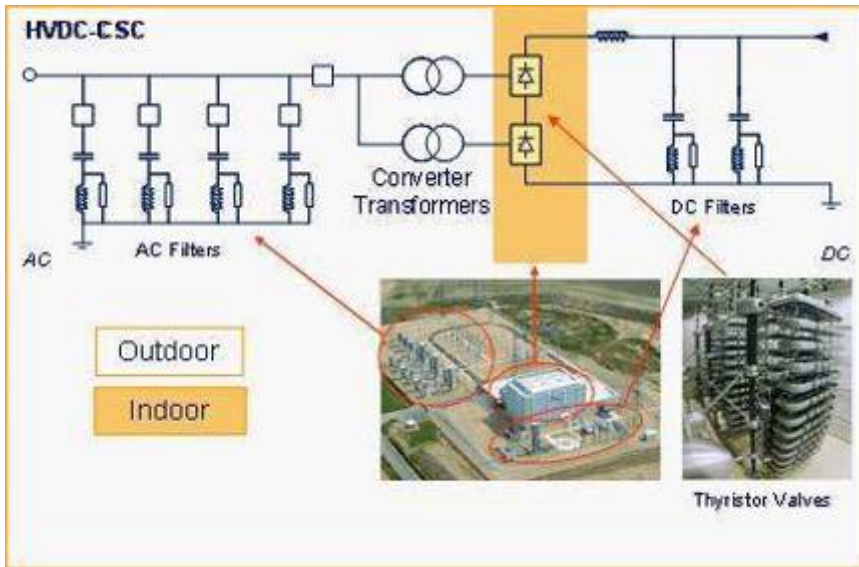 HVDC-CSC
Converter
Transformers
DC Filters
AC Filters
AC
DC
Outdoor
Indoor
Thyristor Valves